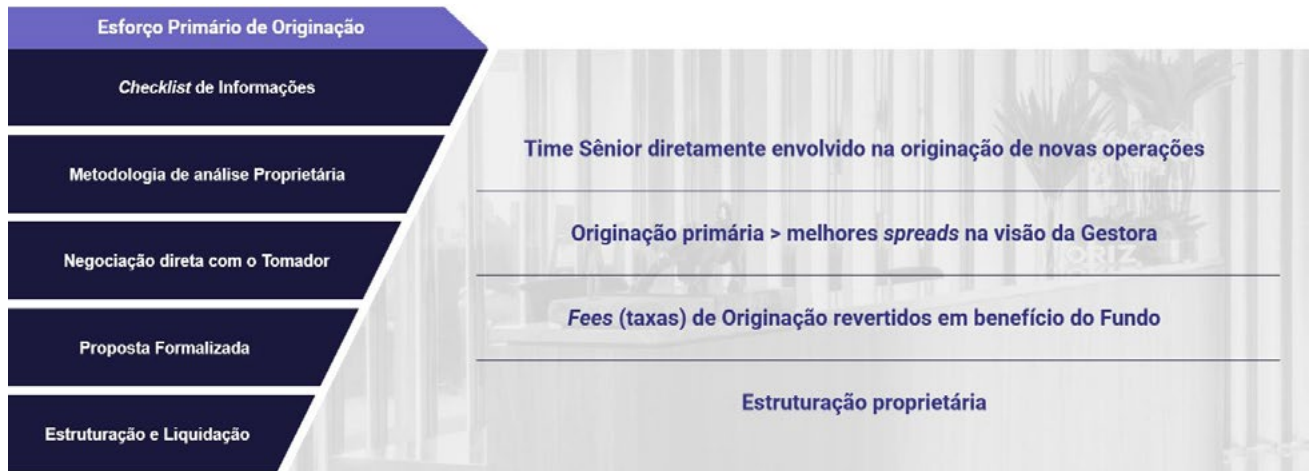 Esforço Primário de Originação
Checklist de Informações
Metodologia de análise Proprietária
Negociação direta com o Tomador
Proposta Formalizada
Estruturação e Liquidação
Time Sênior diretamente envolvido na originação de novas operações
Originação primária > melhores spreads na visão da Gestora
Fees (taxas) de Originação revertidos em benefício do Fundo
Estruturação proprietária
ORIZ